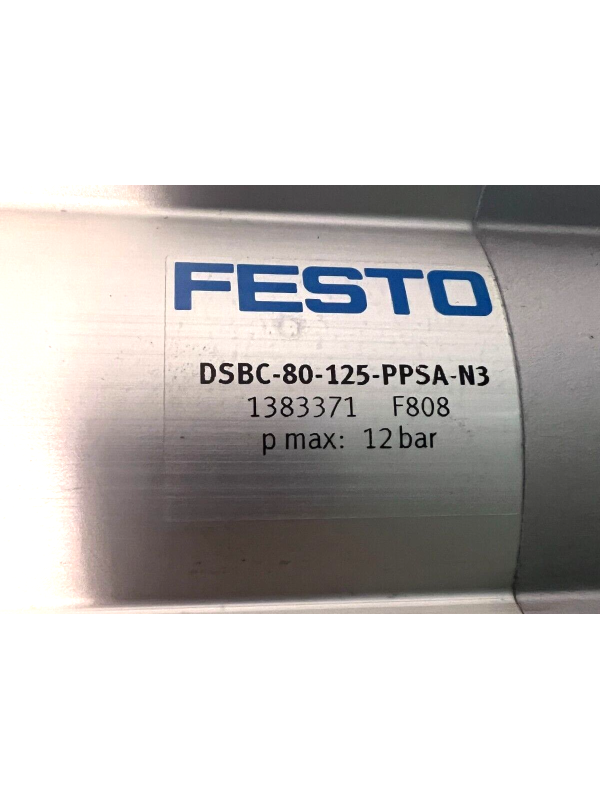 FESTO
DSBC-80-125-PPSA-N3
1383371 F808
p max: 12 bar